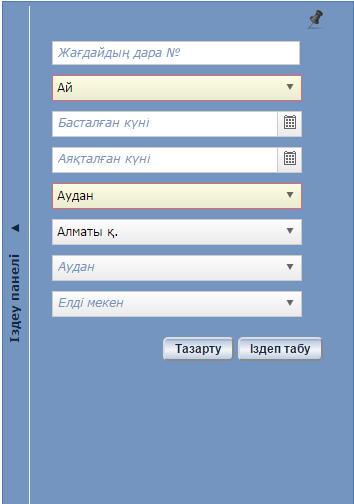 Жағдайдың дара №
Ай
Басталған күні
Аяқталған күні
Аудан
Алматы қ.
Аудан
Елді мекен
Тазарту
Іздеп табу
Іздеу панелі